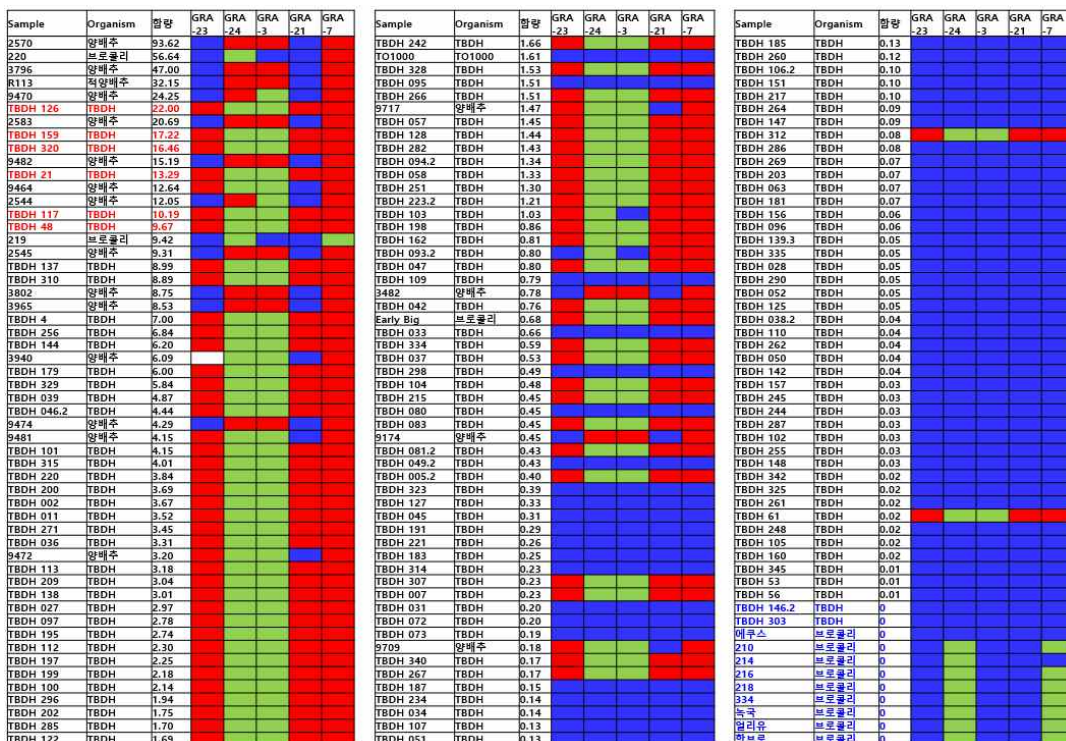 Sample Organism 함량 GRA -23 GRA -24 GRA -3 GRA -21 GRA -7
2570 양배추 93.62
220 브로콜리 56.64
3796 양배추 47.00
R113 적양배추 32.15
9470 양배추 24.25
TBDH 126 TBDH 22.00
2583 양배추 20.69
TBDH 159 TBDH 17.22
TBDH 320 TBDH 16.46
9482 양배추 15.19
TBDH 21 TBDH 13.29
9464 양배추 12.64
2544 양배추 12.05
TBDH 117 TBDH 10.19
TBDH 48 TBDH 9.67
219 브로콜리 9.42
2545 양배추 9.31
TBDH 137 TBDH 8.99
TBDH 310 TBDH 8.89
3802 양배추 8.75
3965 양배추 8.53
TBDH 4 TBDH 7.00
TBDH 256 TBDH 6.84
TBDH 144 TBDH 6.20
3940 양배추 6.09
TBDH 179 TBDH 6.00
TBDH 329 TBDH 5.84
TBDH 039 TBDH 4.87
TBDH 046.2 TBDH 4.44
9474 양배추 4.29
9481 양배추 4.15
TBDH 101 TBDH 4.15
TBDH 315 TBDH 4.01
TBDH 220 TBDH 3.84
TBDH 200 TBDH 3.69
TBDH 002 TBDH 3.67
TBDH 011 TBDH 3.52
TBDH 271 TBDH 3.45
TBDH 036 TBDH 3.31
9472 양배추 3.20
TBDH 113 TBDH 3.18
TBDH 209 TBDH 3.04
TBDH 138 TBDH 3.01
TBDH 027 TBDH 2.97
TBDH 097 TBDH 2.78
TBDH 195 TBDH 2.74
TBDH 112 TBDH 2.30
TBDH 197 TBDH 2.25
TBDH 199 TBDH 2.18
TBDH 100 TBDH 2.14
TBDH 296 TBDH 1.94
TBDH 202 TBDH 1.75
TBDH 285 TBDH 1.70
TBDH 122 TBDH 1.69
Sample Organism 함량 GRA -23 GRA -24 GRA -3 GRA -21 GRA -7
TBDH 242 TBDH 1.66
TO1000 TO1000 1.61
TBDH 328 TBDH 1.53
TBDH 095 TBDH 1.51
TBDH 266 TBDH 1.51
9717 양배추 1.47
TBDH 057 TBDH 1.45
TBDH 128 TBDH 1.44
TBDH 282 TBDH 1.43
TBDH 094.2 TBDH 1.34
TBDH 058 TBDH 1.33
TBDH 251 TBDH 1.30
TBDH 223.2 TBDH 1.21
TBDH 103 TBDH 1.03
TBDH 198 TBDH 0.86
TBDH 162 TBDH 0.81
TBDH 093.2 TBDH 0.80
TBDH 047 TBDH 0.80
TBDH 109 TBDH 0.79
3482 양배추 0.78
TBDH 042 TBDH 0.76
Early Big 브로콜리 0.68
TBDH 033 TBDH 0.66
TBDH 334 TBDH 0.59
TBDH 037 TBDH 0.53
TBDH 298 TBDH 0.49
TBDH 104 TBDH 0.48
TBDH 215 TBDH 0.45
TBDH 080 TBDH 0.45
TBDH 083 TBDH 0.45
9174 양배추 0.45
TBDH 081.2 TBDH 0.43
TBDH 049.2 TBDH 0.43
TBDH 005.2 TBDH 0.40
TBDH 323 TBDH 0.39
TBDH 127 TBDH 0.33
TBDH 045 TBDH 0.31
TBDH 191 TBDH 0.29
TBDH 221 TBDH 0.26
TBDH 183 TBDH 0.25
TBDH 314 TBDH 0.23
TBDH 307 TBDH 0.23
TBDH 007 TBDH 0.23
TBDH 031 TBDH 0.20
TBDH 072 TBDH 0.20
TBDH 073 TBDH 0.19
9709 양배추 0.18
TBDH 340 TBDH 0.17
TBDH 267 TBDH 0.17
TBDH 187 TBDH 0.15
TBDH 234 TBDH 0.14
TBDH 034 TBDH 0.14
TBDH 107 TBDH 0.13
TBDH 051 TBDH 0.13
Sample Organism 함량 GRA -23 GRA -24 GRA -3 GRA -21 GRA -7
TBDH 185 TBDH 0.13
TBDH 260 TBDH 0.12
TBDH 106.2 TBDH 0.10
TBDH 151 TBDH 0.10
TBDH 217 TBDH 0.10
TBDH 264 TBDH 0.09
TBDH 147 TBDH 0.09
TBDH 312 TBDH 0.08
TBDH 286 TBDH 0.08
TBDH 269 TBDH 0.07
TBDH 203 TBDH 0.07
TBDH 063 TBDH 0.07
TBDH 181 TBDH 0.07
TBDH 156 TBDH 0.06
TBDH 096 TBDH 0.06
TBDH 139.3 TBDH 0.05
TBDH 335 TBDH 0.05
TBDH 028 TBDH 0.05
TBDH 290 TBDH 0.05
TBDH 052 TBDH 0.05
TBDH 125 TBDH 0.05
TBDH 038.2 TBDH 0.04
TBDH 110 TBDH 0.04
TBDH 262 TBDH 0.04
TBDH 050 TBDH 0.04
TBDH 142 TBDH 0.04
TBDH 157 TBDH 0.03
TBDH 245 TBDH 0.03
TBDH 244 TBDH 0.03
TBDH 287 TBDH 0.03
TBDH 102 TBDH 0.03
TBDH 255 TBDH 0.03
TBDH 148 TBDH 0.03
TBDH 342 TBDH 0.02
TBDH 325 TBDH 0.02
TBDH 261 TBDH 0.02
TBDH 61 TBDH 0.02
TBDH 248 TBDH 0.02
TBDH 105 TBDH 0.02
TBDH 160 TBDH 0.02
TBDH 345 TBDH 0.01
TBDH 53 TBDH 0.01
TBDH 56 TBDH 0.01
TBDH 146.2 TBDH 0
TBDH 303 TBDH 0
에쿠스 브로콜리 0
210 브로콜리 0
214 브로콜리 0
216 브로콜리 0
218 브로콜리 0
334 브로콜리 0
녹국 브로콜리 0
얼리유 브로콜리 0
한브로 브로콜리 0